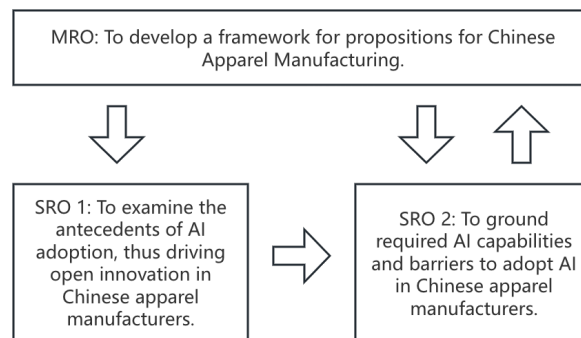 MRO: To develop a framework for propositions for Chinese
Apparel Manufacturing.
SRO 1: To examine the
antecedents of AI
adoption, thus driving
open innovation in
Chinese apparel
manufacturers.
SRO 2: To ground
required AI capabilities
and barriers to adopt AI
in Chinese apparel
manufacturers.